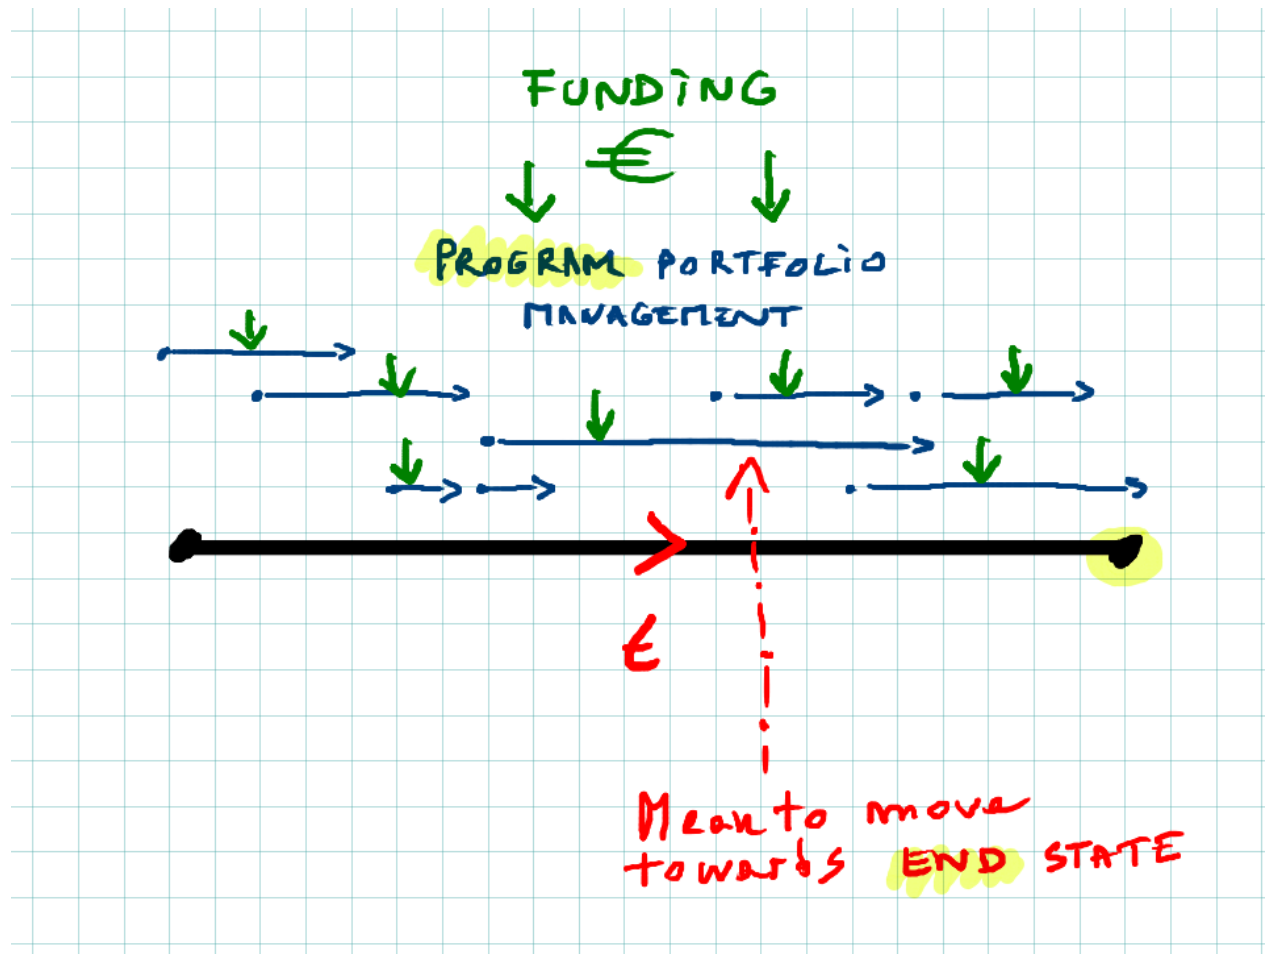 FUNDING
€
PROGRAM PORTFOLIO
MANAGEMENT
t
Mean to move
towards END STATE